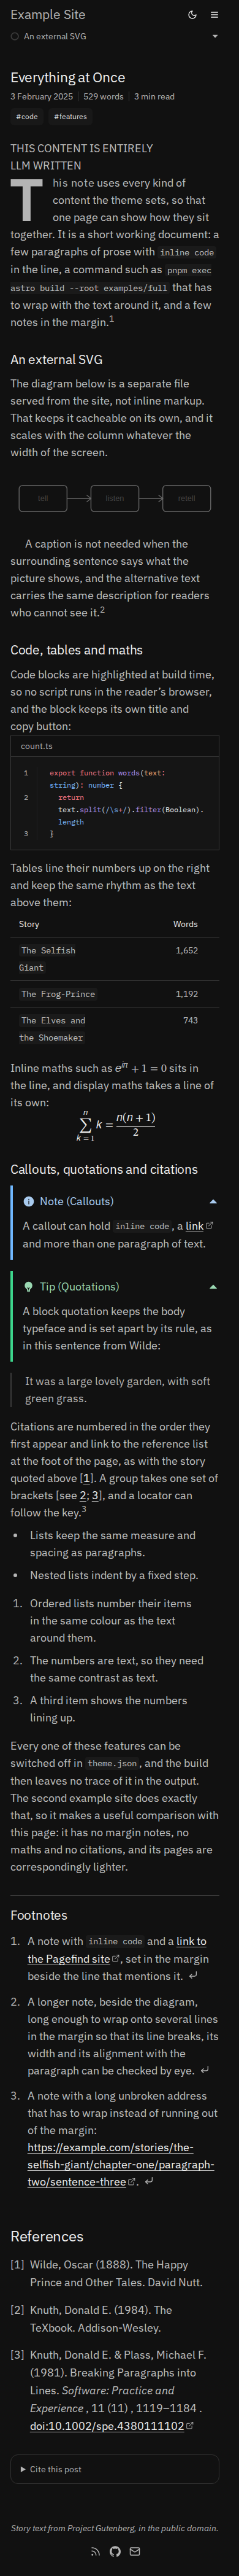 Example Site
An external SVG
Everything at Once
3 February 2025 | 529 words | 3 min read
#code #features
THIS CONTENT IS ENTIRELY
LLM WRITTEN
This note uses every kind of
content the theme sets, so that
one page can show how they sit
together. It is a short working document: a
few paragraphs of prose with inline code
in the line, a command such as pnpm exec
astro build --root examples/full that has
to wrap with the text around it, and a few
notes in the margin.1
An external SVG
The diagram below is a separate file
served from the site, not inline markup.
That keeps it cacheable on its own, and it
scales with the column whatever the
width of the screen.
tell listen retell
A caption is not needed when the
surrounding sentence says what the
picture shows, and the alternative text
carries the same description for readers
who cannot see it.2
Code, tables and maths
Code blocks are highlighted at build time,
so no script runs in the reader's browser,
and the block keeps its own title and
copy button:
count.ts
1 export function words(text:
string): number {
2 return
text.split(/\s+/).filter(Boolean).
length
3 }
Tables line their numbers up on the right
and keep the same rhythm as the text
above them:
Story Words
The Selfish
Giant 1,652
The Frog-Prince 1,192
The Elves and
the Shoemaker 743
Inline maths such as e^{iπ} + 1 = 0 sits in
the line, and display maths takes a line of
its own:
n
∑ k = n(n + 1)
k = 1 2
Callouts, quotations and citations
Note (Callouts)
A callout can hold inline code, a link
and more than one paragraph of text.
Tip (Quotations)
A block quotation keeps the body
typeface and is set apart by its rule, as
in this sentence from Wilde:
It was a large lovely garden, with soft
green grass.
Citations are numbered in the order they
first appear and link to the reference list
at the foot of the page, as with the story
quoted above [1]. A group takes one set of
brackets [see 2; 3], and a locator can
follow the key.3
• Lists keep the same measure and
spacing as paragraphs.
• Nested lists indent by a fixed step.
1. Ordered lists number their items
in the same colour as the text
around them.
2. The numbers are text, so they need
the same contrast as text.
3. A third item shows the numbers
lining up.
Every one of these features can be
switched off in theme.json, and the build
then leaves no trace of it in the output.
The second example site does exactly
that, so it makes a useful comparison with
this page: it has no margin notes, no
maths and no citations, and its pages are
correspondingly lighter.
Footnotes
1. A note with inline code and a link to
the Pagefind site, set in the margin
beside the line that mentions it. ↩
2. A longer note, beside the diagram,
long enough to wrap onto several lines
in the margin so that its line breaks, its
width and its alignment with the
paragraph can be checked by eye. ↩
3. A note with a long unbroken address
that has to wrap instead of running out
of the margin:
https://example.com/stories/the-
selfish-giant/chapter-one/paragraph-
two/sentence-three. ↩
References
[1] Wilde, Oscar (1888). The Happy
Prince and Other Tales. David Nutt.
[2] Knuth, Donald E. (1984). The
TeXbook. Addison-Wesley.
[3] Knuth, Donald E. & Plass, Michael F.
(1981). Breaking Paragraphs into
Lines. Software: Practice and
Experience , 11 (11) , 1119–1184 .
doi:10.1002/spe.4380111102
Cite this post
Story text from Project Gutenberg, in the public domain.